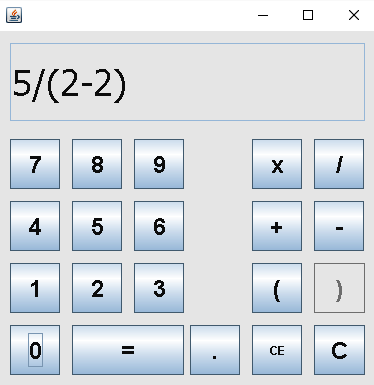 5/(2-2)
7 8 9 x /
4 5 6 + -
1 2 3 ( )
0 = . CE C